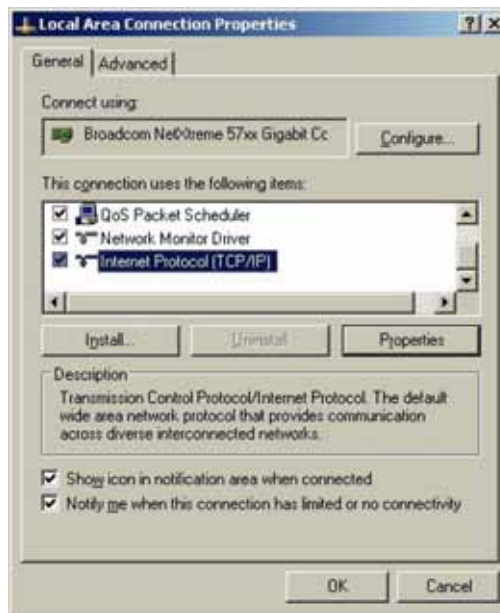 Local Area Connection Properties
General
Advanced
Connect using:
Broadcom NetXtreme 57xx Gigabit Cc
Configure...
This connection uses the following items:
QoS Packet Scheduler
Network Monitor Driver
Internet Protocol (TCP/IP)
Install...
Uninstall
Properties
Description
Transmission Control Protocol/Internet Protocol. The default
wide area network protocol that provides communication
across diverse interconnected networks.
Show icon in notification area when connected
Notify me when this connection has limited or no connectivity
OK
Cancel